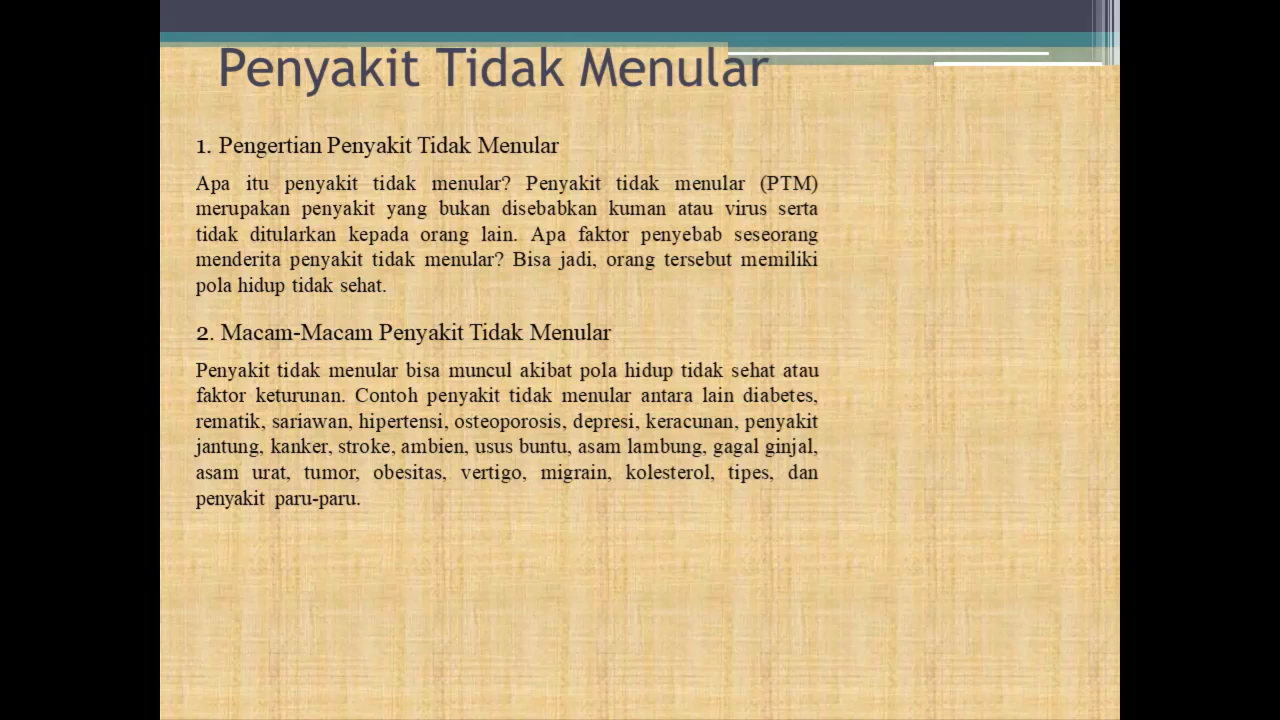 Penyakit Tidak Menular
1. Pengertian Penyakit Tidak Menular
Apa itu penyakit tidak menular? Penyakit tidak menular (PTM)
merupakan penyakit yang bukan disebabkan kuman atau virus serta
tidak ditularkan kepada orang lain. Apa faktor penyebab seseorang
menderita penyakit tidak menular? Bisa jadi, orang tersebut memiliki
pola hidup tidak sehat.
2. Macam-Macam Penyakit Tidak Menular
Penyakit tidak menular bisa muncul akibat pola hidup tidak sehat atau
faktor keturunan. Contoh penyakit tidak menular antara lain diabetes,
rematik, sariawan, hipertensi, osteoporosis, depresi, keracunan, penyakit
jantung, kanker, stroke, ambien, usus buntu, asam lambung, gagal ginjal,
asam urat, tumor, obesitas, vertigo, migrain, kolesterol, tipes, dan
penyakit paru-paru.